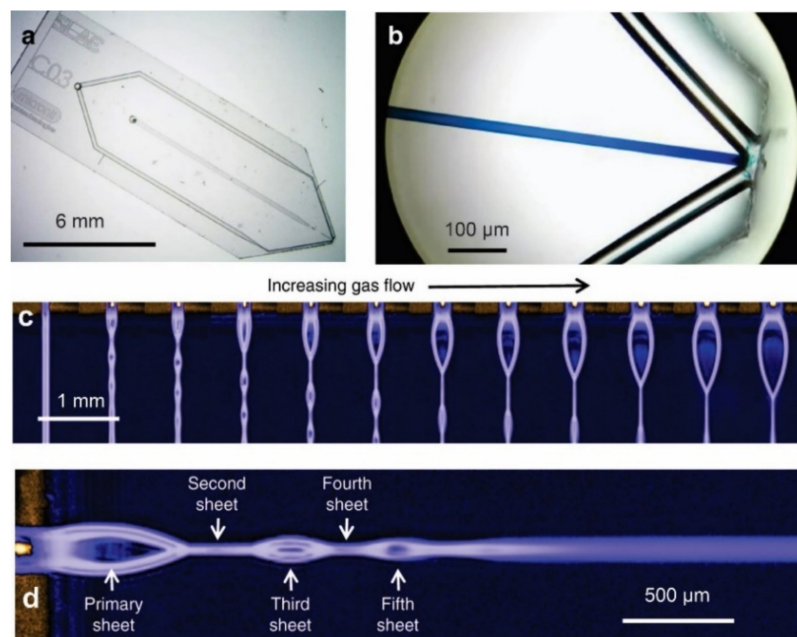 a
C.03
6 mm
b
100 µm
Increasing gas flow
c
1 mm
Second
sheet
Fourth
sheet
Primary
sheet
Third
sheet
Fifth
sheet
d
500 µm